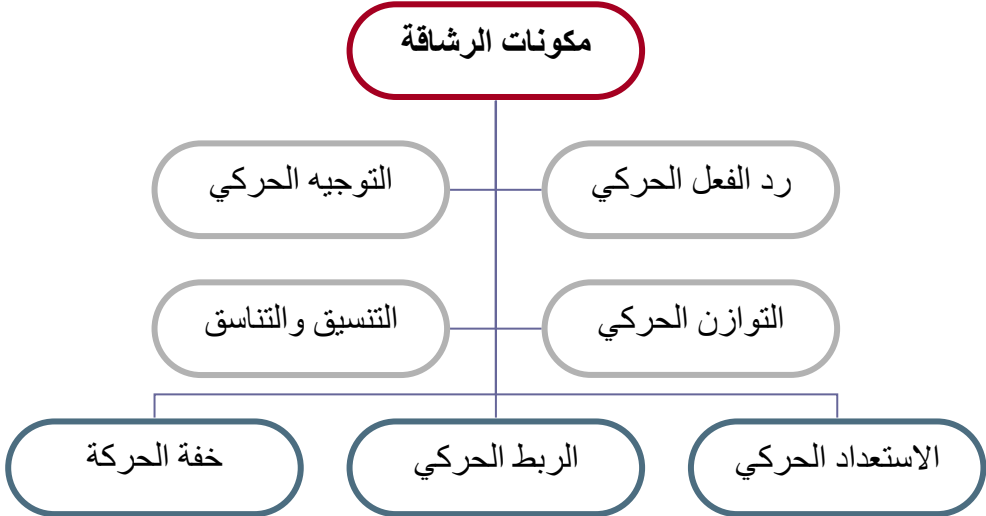 مكونات الرشاقة
رد الفعل الحركي
التوجيه الحركي
التوازن الحركي
التنسيق والتناسق
الاستعداد الحركي
الربط الحركي
خفة الحركة